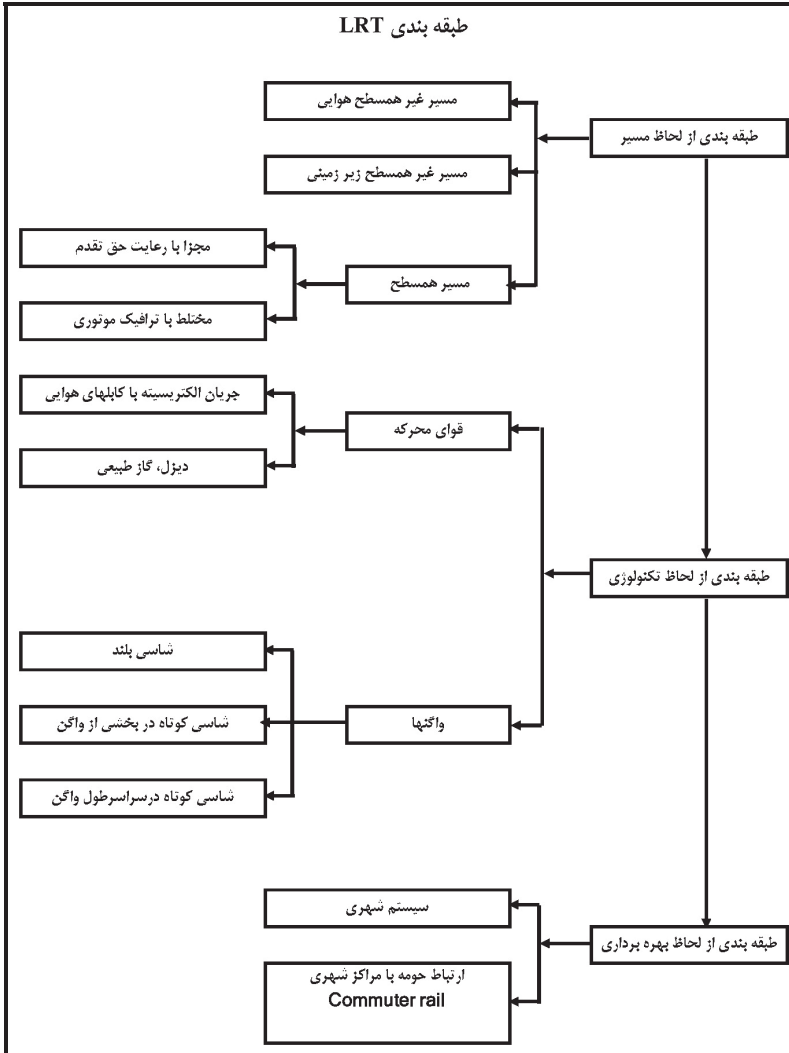 طبقه بندی LRT
طبقه بندی از لحاظ مسیر
مسیر غیر همسطح هوایی
مسیر غیر همسطح زیر زمینی
مسیر همسطح
مجزا با رعایت حق تقدم
مختلط با ترافیک موتوری
طبقه بندی از لحاظ تکنولوژی
قوای محرکه
جریان الکتریسیته با کابلهای هوایی
دیزل، گاز طبیعی
واگنها
شاسی بلند
شاسی کوتاه در بخشی از واگن
شاسی کوتاه درسراسرطول واگن
طبقه بندی از لحاظ بهره برداری
سیستم شهری
ارتباط حومه با مراکز شهری
Commuter rail